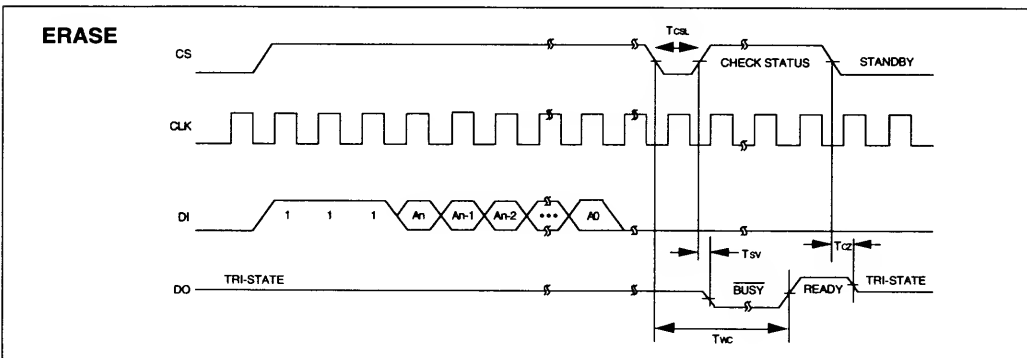 ERASE
TCSL
CS
CHECK STATUS
STANDBY
CLK
DI
1 1 1 An An-1 An-2 ••• A0
TSV
TCZ
DO
TRI-STATE
BUSY
READY
TRI-STATE
TWC